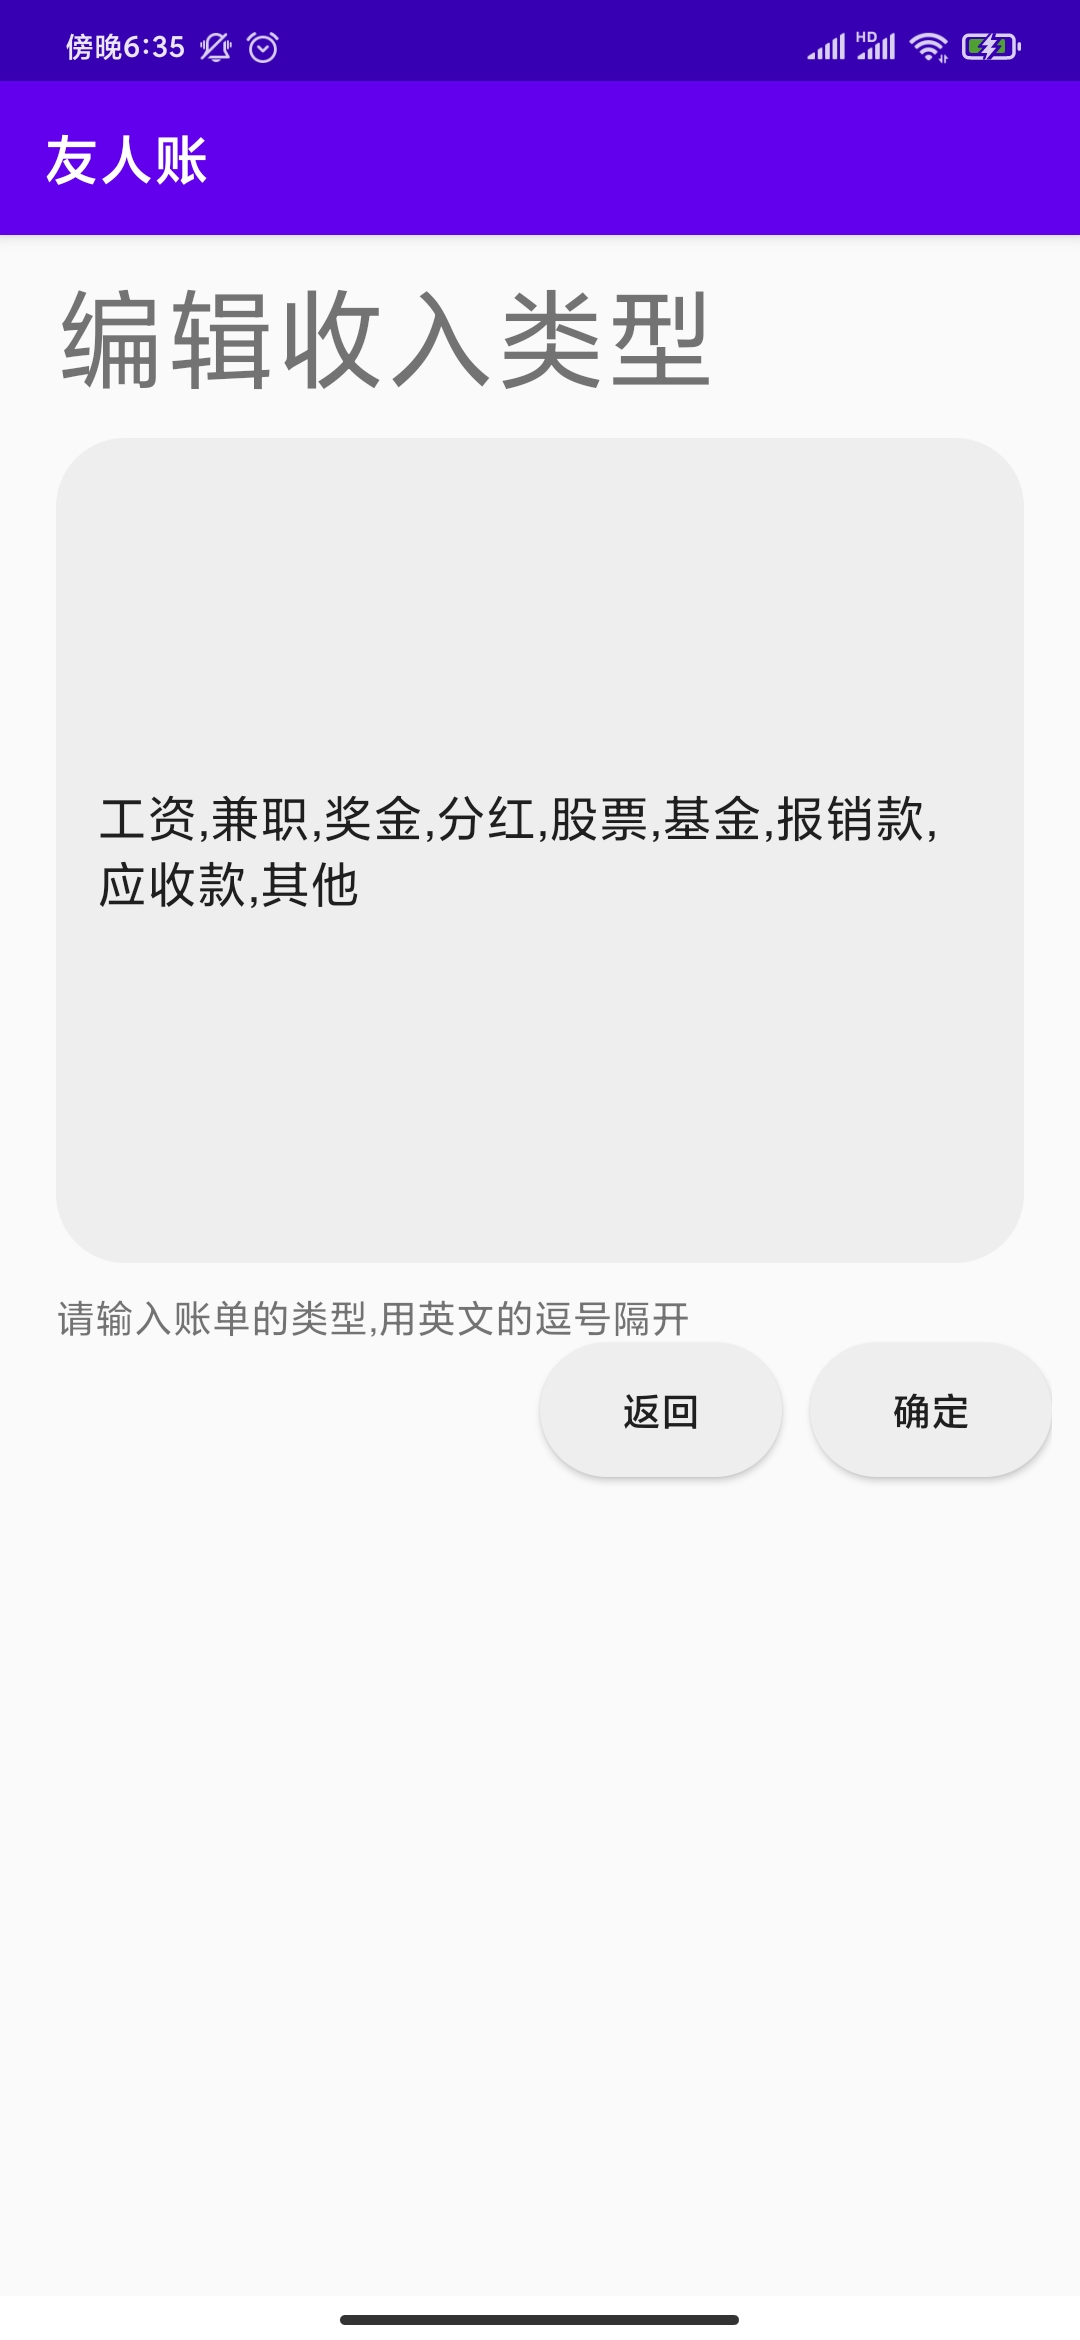 傍晚6:35
HD
友人账
编辑收入类型
工资,兼职,奖金,分红,股票,基金,报销款,
应收款,其他
请输入账单的类型,用英文的逗号隔开
返回 确定